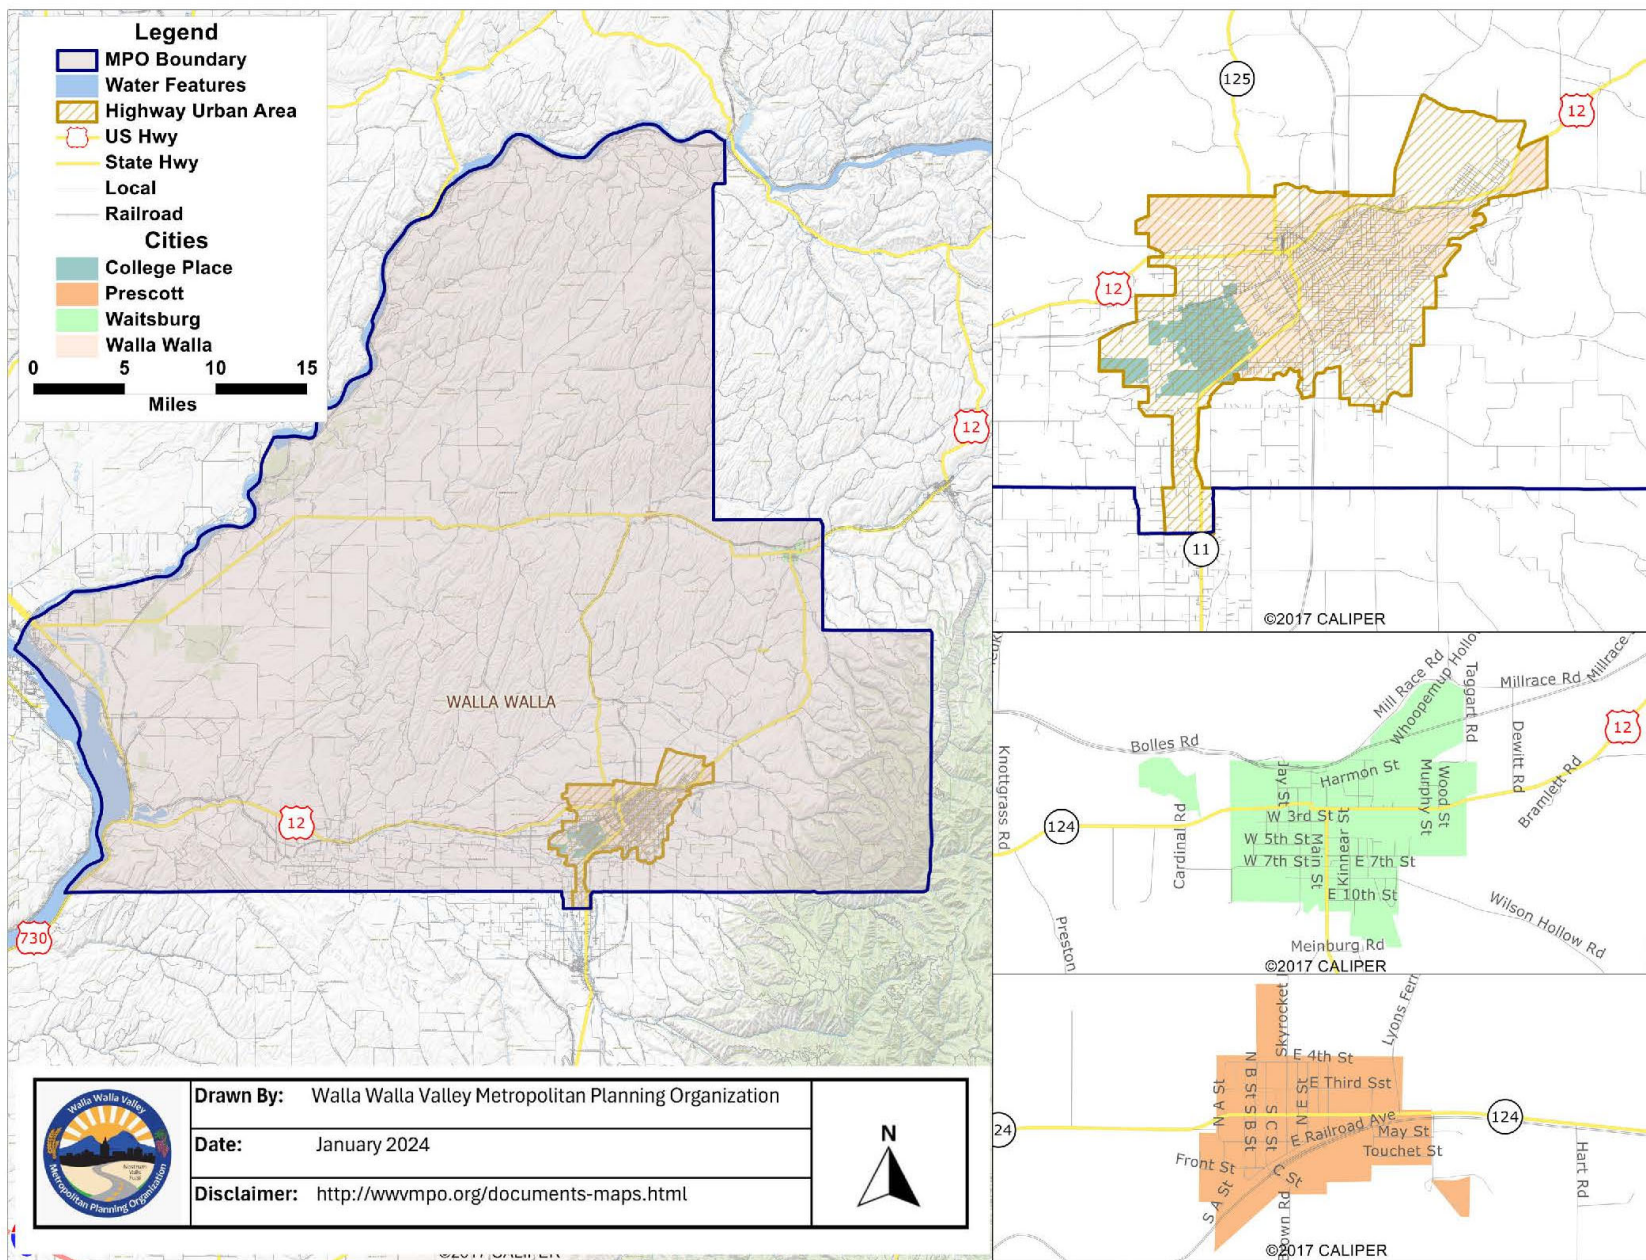 Legend
MPO Boundary
Water Features
Highway Urban Area
US Hwy
State Hwy
Local
Railroad
Cities
College Place
Prescott
Waitsburg
Walla Walla
0 5 10 15
Miles
12
WALLA WALLA
12
730
125
12
12
11
©2017 CALIPER
Mill Race Rd
Whoopemup Hollo
Taggart Rd
Millrace Rd
Millrace
12
Bolles Rd
Knottgrass Rd
Dewitt Rd
Bramlett Rd
Jay St
Harmon St
Murphy St
Wood St
124
Cardinal Rd
W 3rd St
W 5th St
W 7th St
Main St
Kinnear St
E 7th St
E 10th St
Wilson Hollow Rd
Preston
Meinburg Rd
©2017 CALIPER
Skyrocket
Lyons Ferr
E 4th St
E Third Sst
N A St
N B St
S B St
S C St
N E St
24
124
E Railroad Ave
May St
Touchet St
Front St
C St
S A St
Hart Rd
©2017 CALIPER
Walla Walla Valley
Metropolitan Planning Organization
Drawn By: Walla Walla Valley Metropolitan Planning Organization
Date: January 2024
Disclaimer: http://wwvmpo.org/documents-maps.html
N
©2017 CALIPER